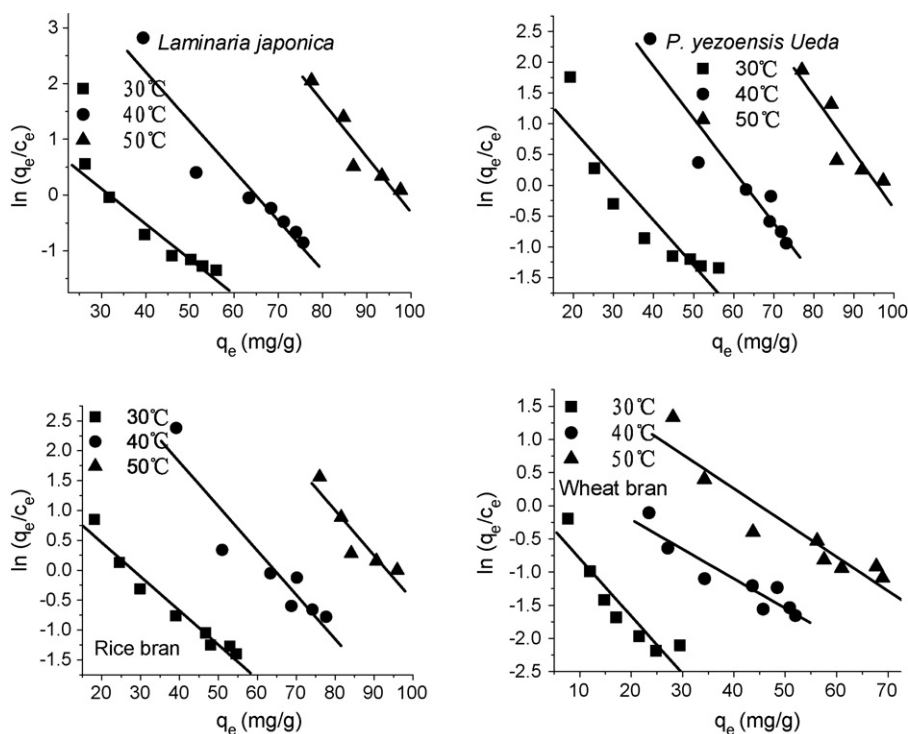 3
2
1
0
-1
Laminaria japonica
30℃
40℃
50℃
ln (qe/ce)
30 40 50 60 70 80 90 100
qe (mg/g)
2.5
2.0
1.5
1.0
0.5
0.0
-0.5
-1.0
-1.5
P. yezoensis Ueda
30℃
40℃
50℃
ln (qe/ce)
20 30 40 50 60 70 80 90 100
qe (mg/g)
2.5
2.0
1.5
1.0
0.5
0.0
-0.5
-1.0
-1.5
30℃
40℃
50℃
Rice bran
ln (qe/ce)
20 30 40 50 60 70 80 90 100
qe (mg/g)
1.5
1.0
0.5
0.0
-0.5
-1.0
-1.5
-2.0
-2.5
30℃
40℃
50℃
Wheat bran
ln (qe/ce)
10 20 30 40 50 60 70
qe (mg/g)